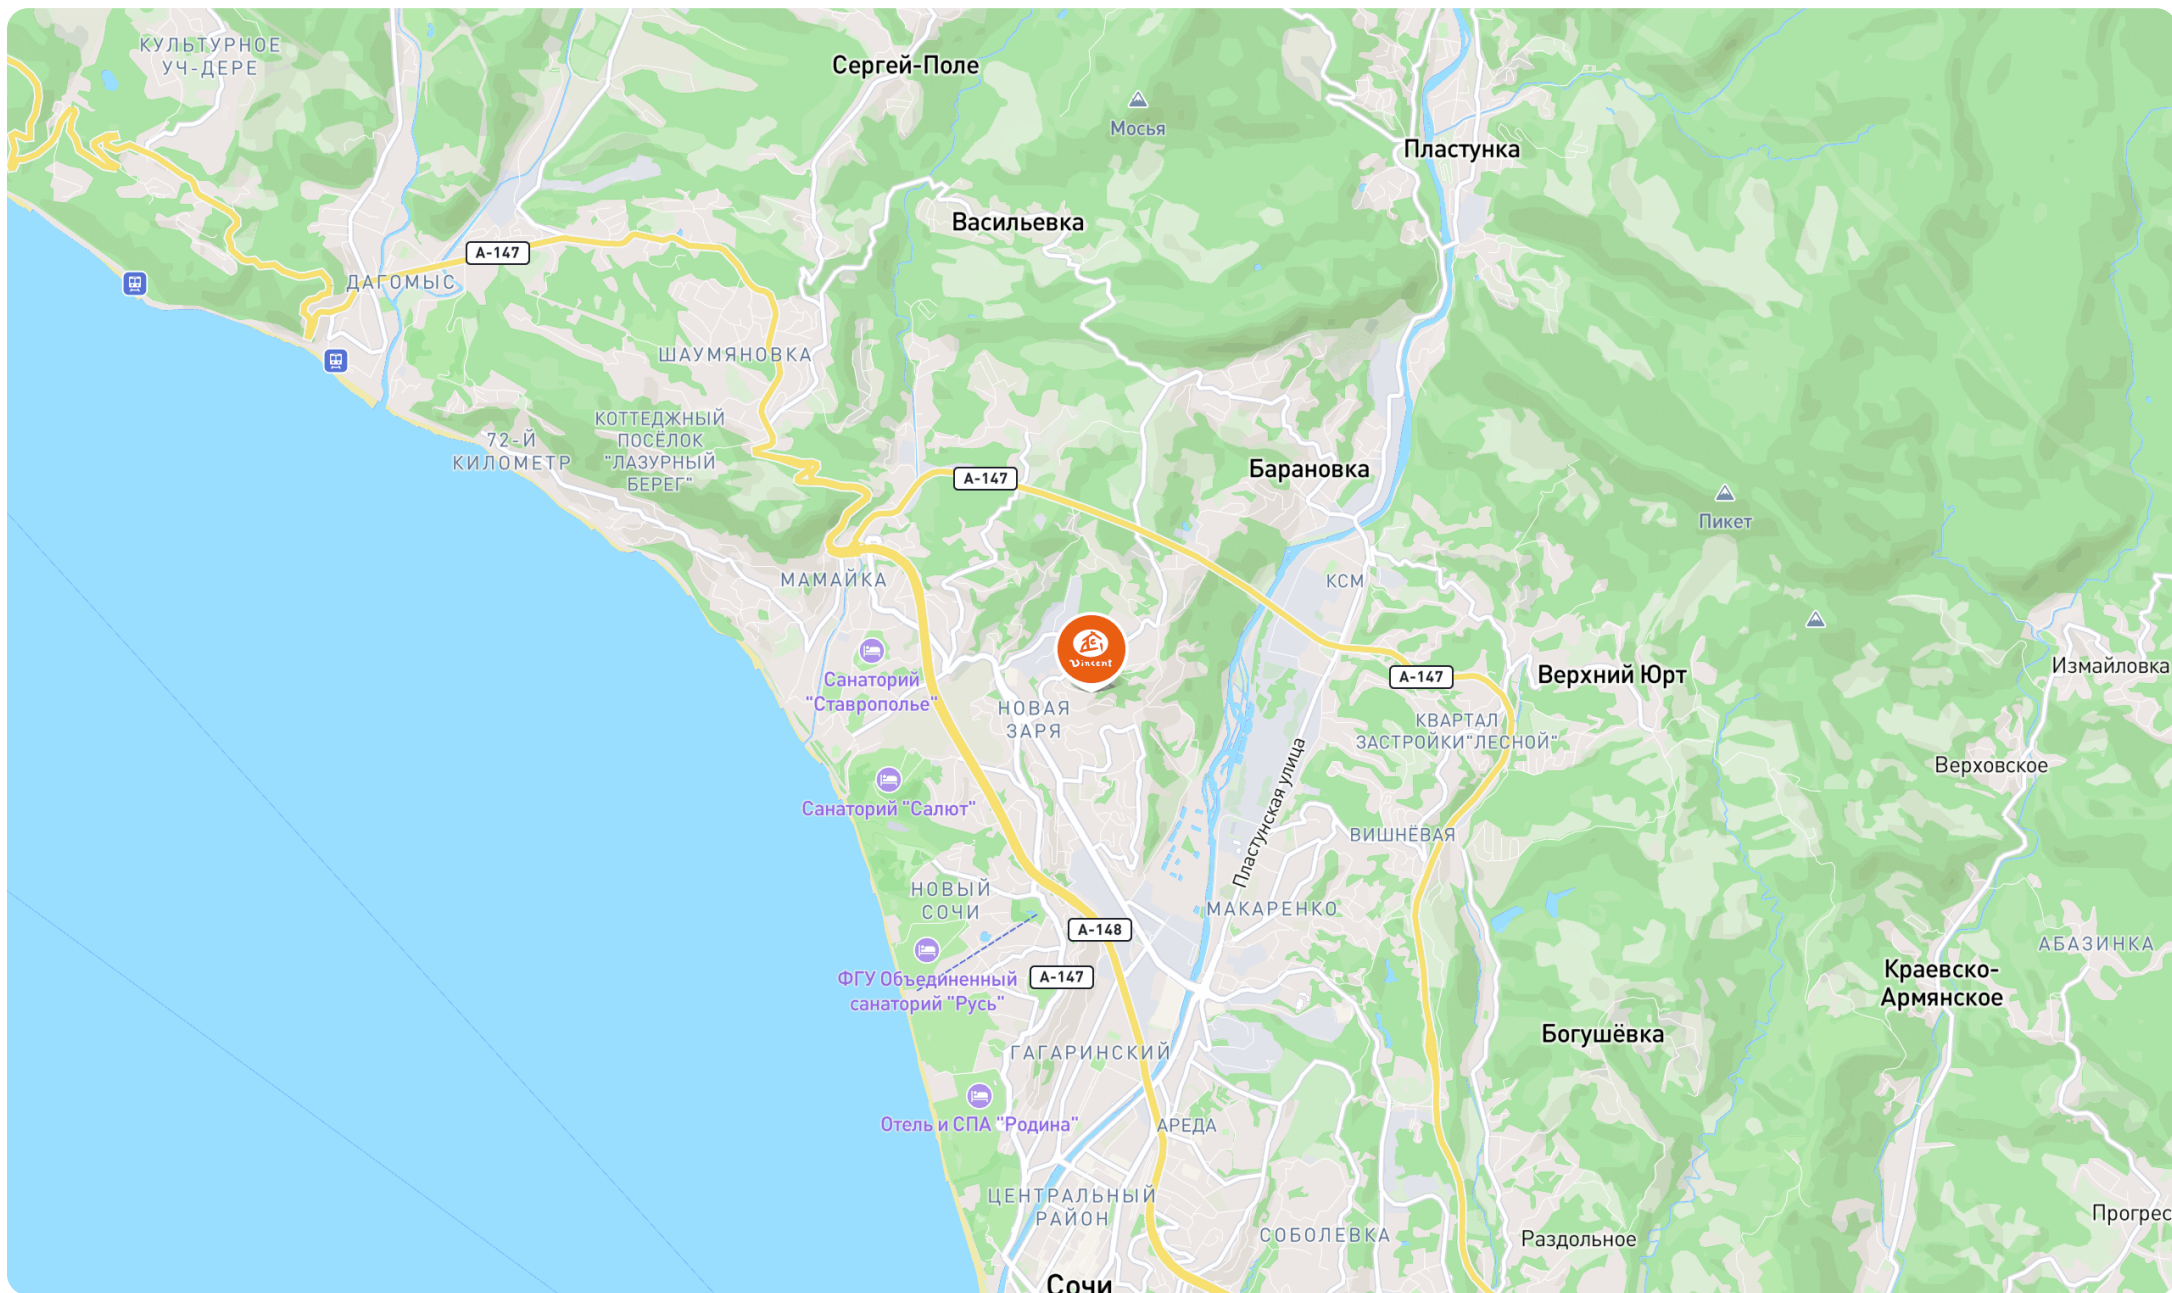 КУЛЬТУРНОЕ
УЧ-ДЕРЕ
Сергей-Поле
Мосья
Пластунка
Васильевка
А-147
ДАГОМЫС
ШАУМЯНОВКА
КОТТЕДЖНЫЙ
ПОСЁЛОК
"ЛАЗУРНЫЙ
БЕРЕГ"
72-Й
КИЛОМЕТР
А-147
Барановка
Пикет
МАМАЙКА
КСМ
Vincent
Санаторий
"Ставрополье"
НОВАЯ
ЗАРЯ
А-147
Верхний Юрт
Измайловка
КВАРТАЛ
ЗАСТРОЙКИ"ЛЕСНОЙ"
Верховское
Санаторий "Салют"
Пластунская улица
ВИШНЁВАЯ
НОВЫЙ
СОЧИ
МАКАРЕНКО
А-148
АБАЗИНКА
А-147
ФГУ Объединенный
санаторий "Русь"
Краевско-
Армянское
Богушёвка
ГАГАРИНСКИЙ
Отель и СПА "Родина"
АРЕДА
ЦЕНТРАЛЬНЫЙ
РАЙОН
СОБОЛЕВКА
Раздольное
Прогрес
Сочи